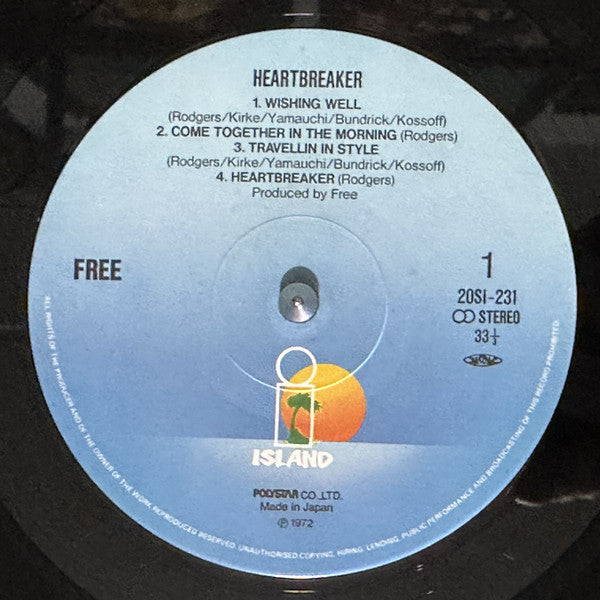 HEARTBREAKER
1. WISHING WELL
(Rodgers/Kirke/Yamauchi/Bundrick/Kossoff)
2. COME TOGETHER IN THE MORNING (Rodgers)
3. TRAVELLIN IN STYLE
(Rodgers/Kirke/Yamauchi/Bundrick/Kossoff)
4. HEARTBREAKER (Rodgers)
Produced by Free
FREE
1
20SI-231
STEREO
33⅓
ISLAND
POLYSTAR CO.,LTD.
Made in Japan
Ⓟ1972
ALL RIGHTS OF THE PRODUCER AND OF THE OWNER OF THE WORK REPRODUCED RESERVED. UNAUTHORISED COPYING, HIRING, LENDING, PUBLIC PERFORMANCE AND BROADCASTING OF THIS RECORD PROHIBITED.